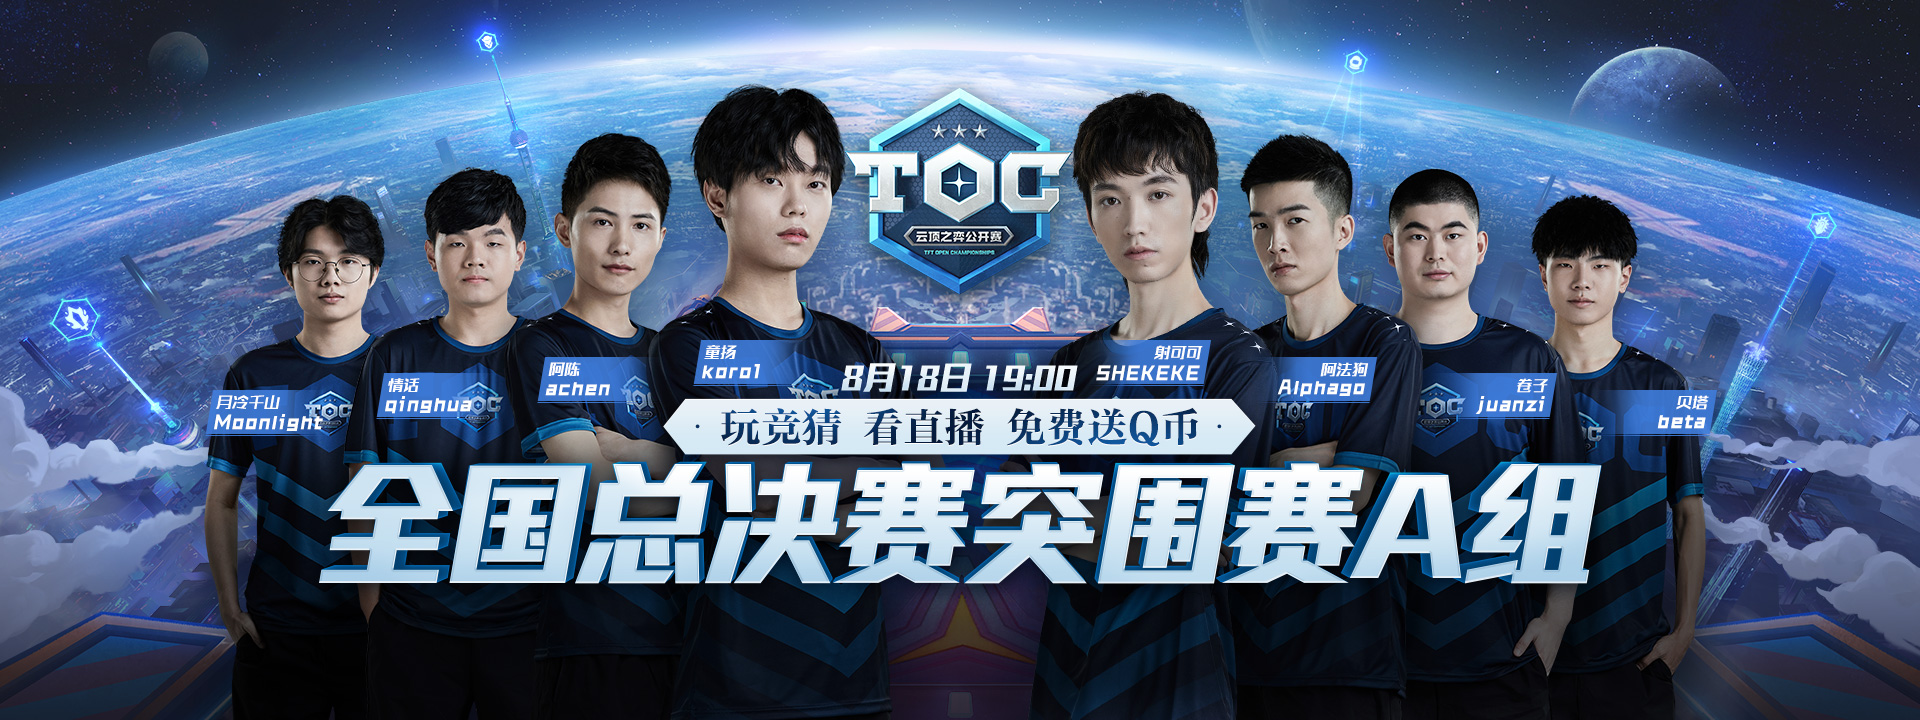 TOC
云顶之弈公开赛
TFT OPEN CHAMPIONSHIPS
月冷千山
Moonlight
情话
qinghua
阿陈
achen
童扬
korol
射可可
SHEKEKE
阿法狗
Alphago
卷子
juanzi
贝塔
beta
8月18日 19:00
· 玩竞猜 看直播 免费送Q币 ·
全国总决赛突围赛A组